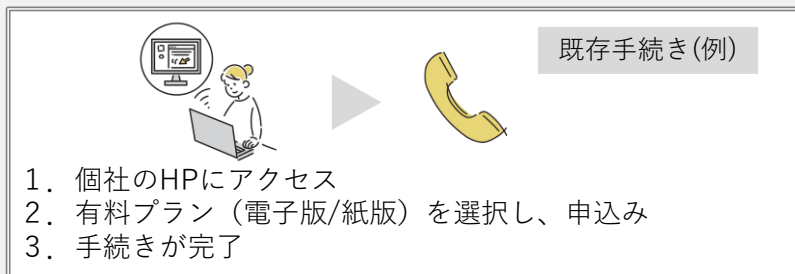 既存手続き(例)
1．個社のHPにアクセス
2．有料プラン（電子版/紙版）を選択し、申込み
3．手続きが完了